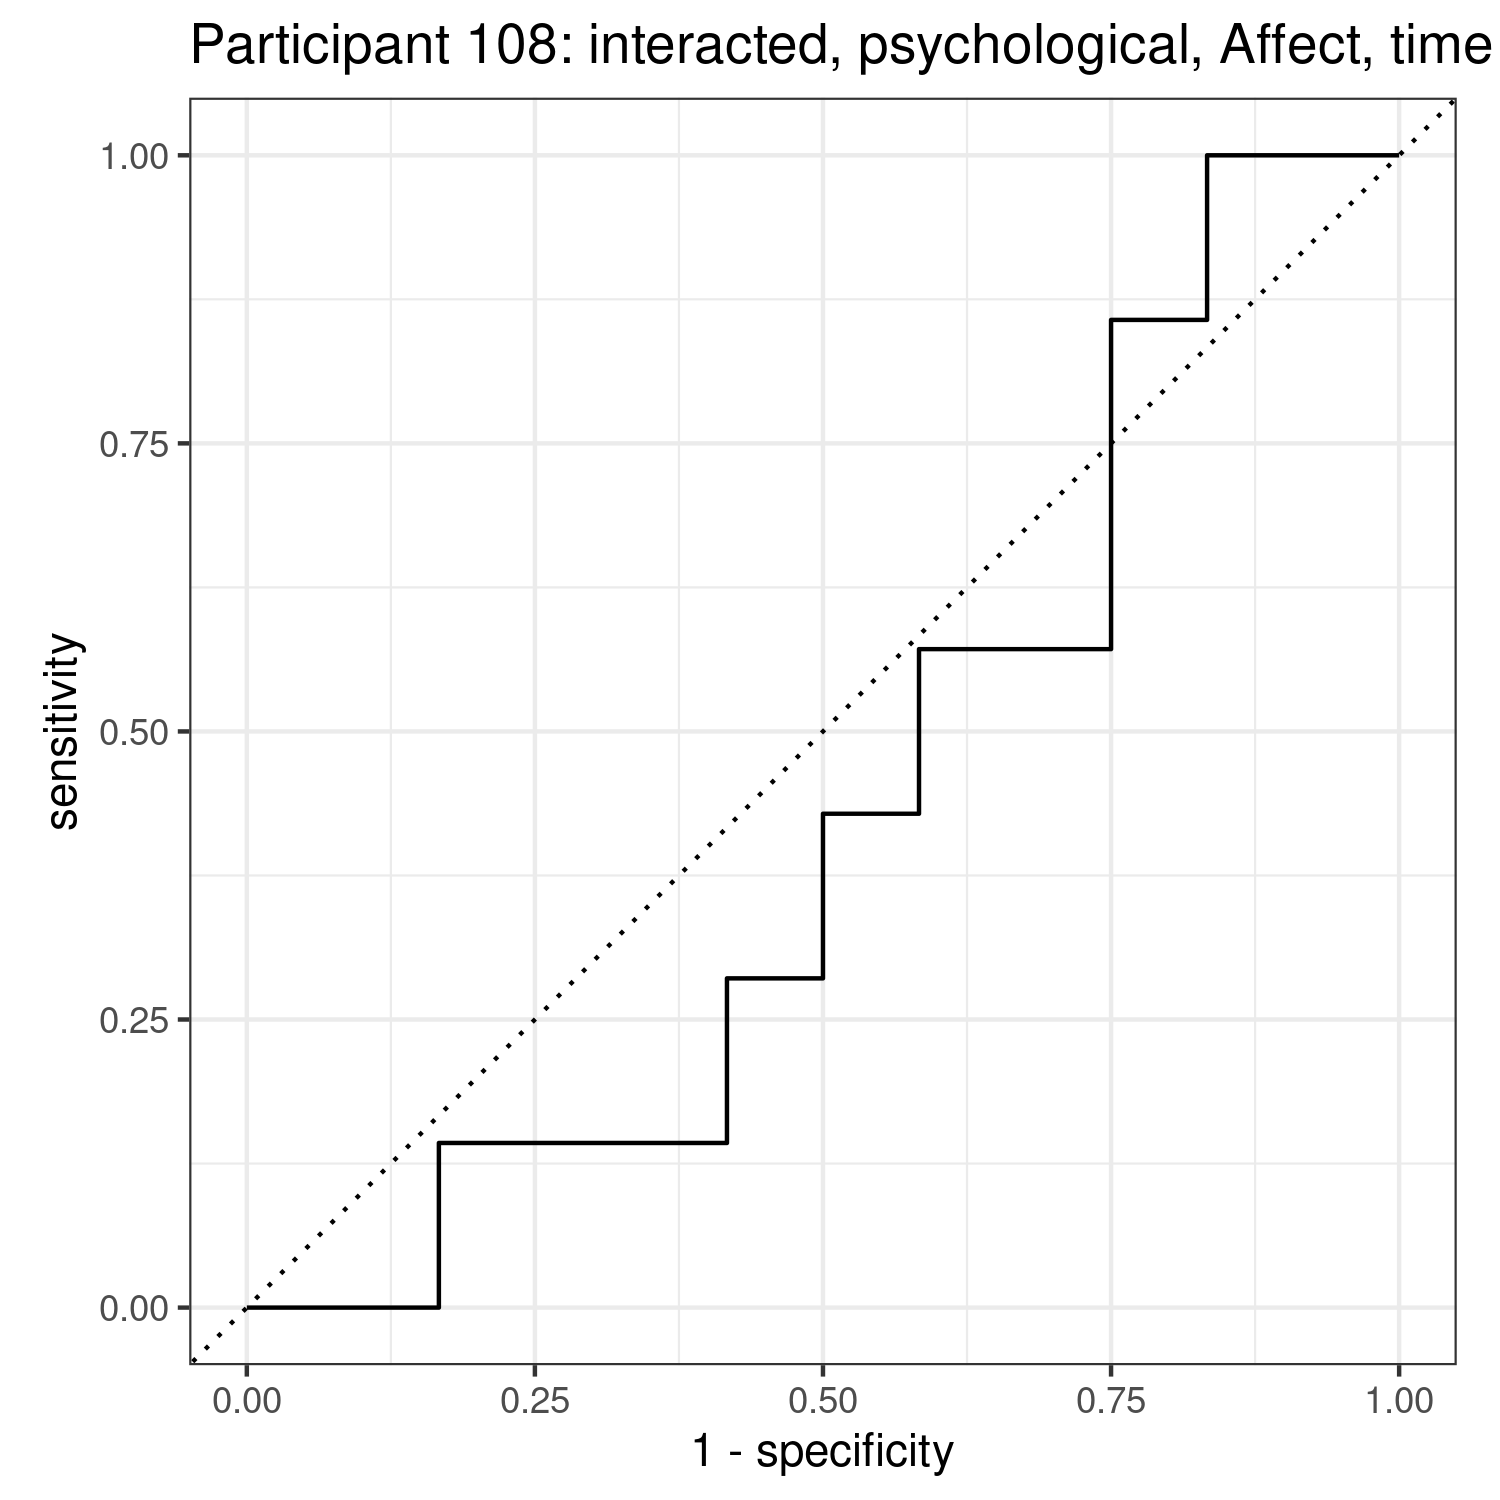 Participant 108: interacted, psychological, Affect, time
1.00
0.75
0.50
0.25
0.00
sensitivity
0.00 0.25 0.50 0.75 1.00
1 - specificity